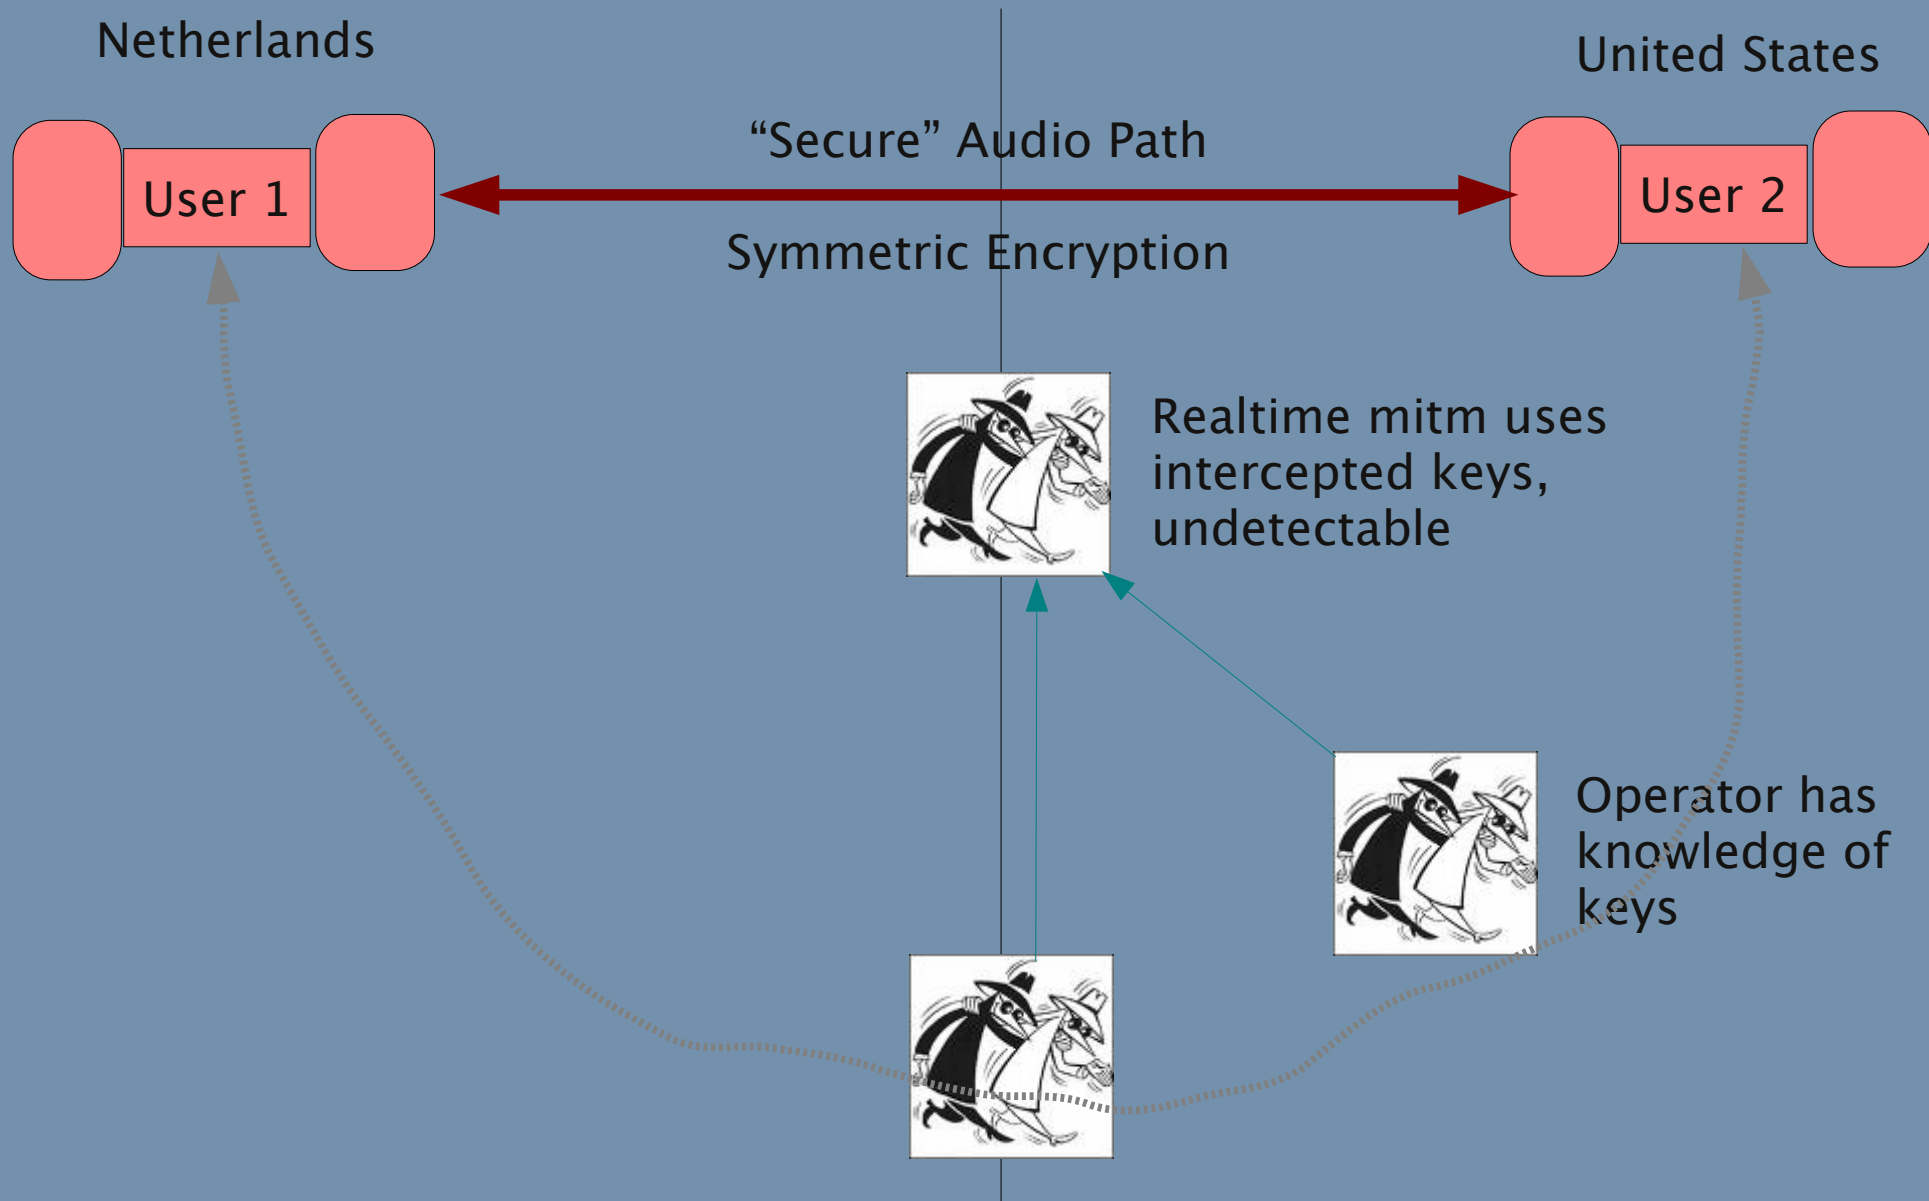 Netherlands
United States
“Secure” Audio Path
User 1
User 2
Symmetric Encryption
Realtime mitm uses
intercepted keys,
undetectable
Operator has
knowledge of
keys